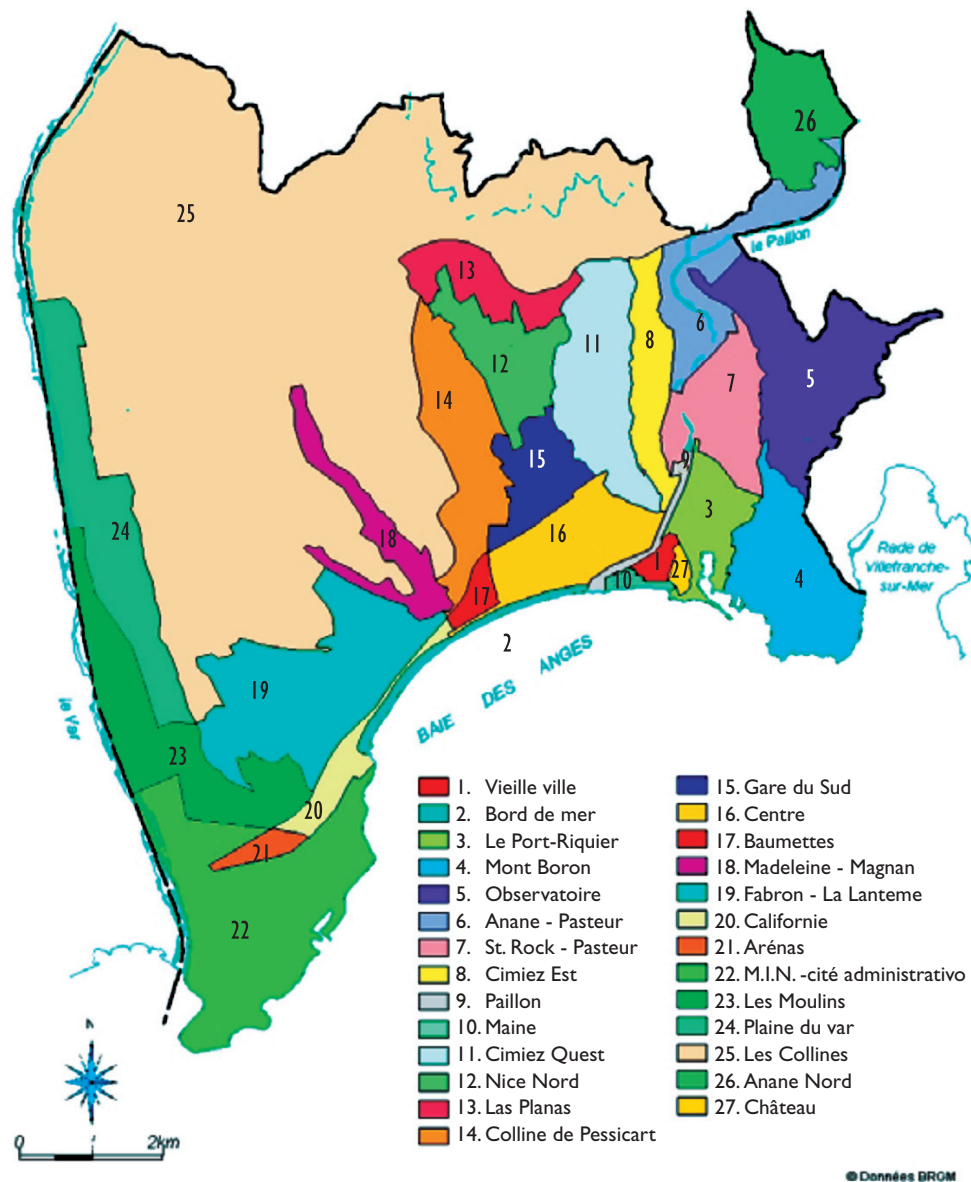 26
25
le Paillon
13
6
11
8
12
5
7
14
15
9
24
3
16
18
Rade de
Villefranche-
sur-Mer
1
27
4
10
17
2
BAIE DES ANGES
19
le Var
23
20
21
22
N
0 1 2km
1. Vieille ville
2. Bord de mer
3. Le Port-Riquier
4. Mont Boron
5. Observatoire
6. Anane - Pasteur
7. St. Rock - Pasteur
8. Cimiez Est
9. Paillon
10. Maine
11. Cimiez Quest
12. Nice Nord
13. Las Planas
14. Colline de Pessicart
15. Gare du Sud
16. Centre
17. Baumettes
18. Madeleine - Magnan
19. Fabron - La Lanteme
20. Californie
21. Arénas
22. M.I.N. -cité administrativo
23. Les Moulins
24. Plaine du var
25. Les Collines
26. Anane Nord
27. Château
© Données BRGM